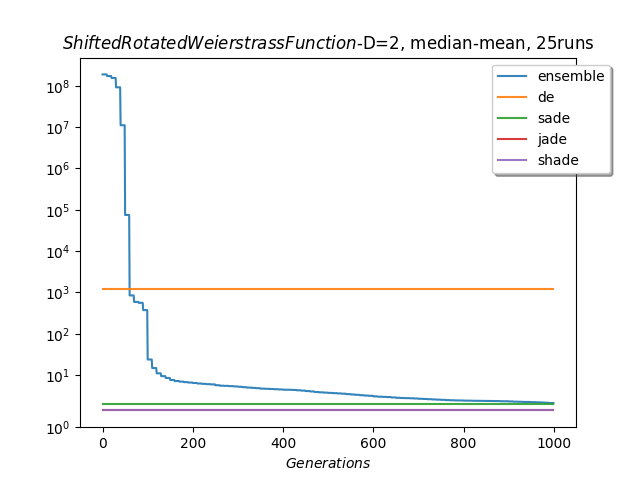 ShiftedRotatedWeierstrassFunction-D=2, median-mean, 25runs
ensemble
de
sade
jade
shade
10^8
10^7
10^6
10^5
10^4
10^3
10^2
10^1
10^0
0 200 400 600 800 1000
Generations